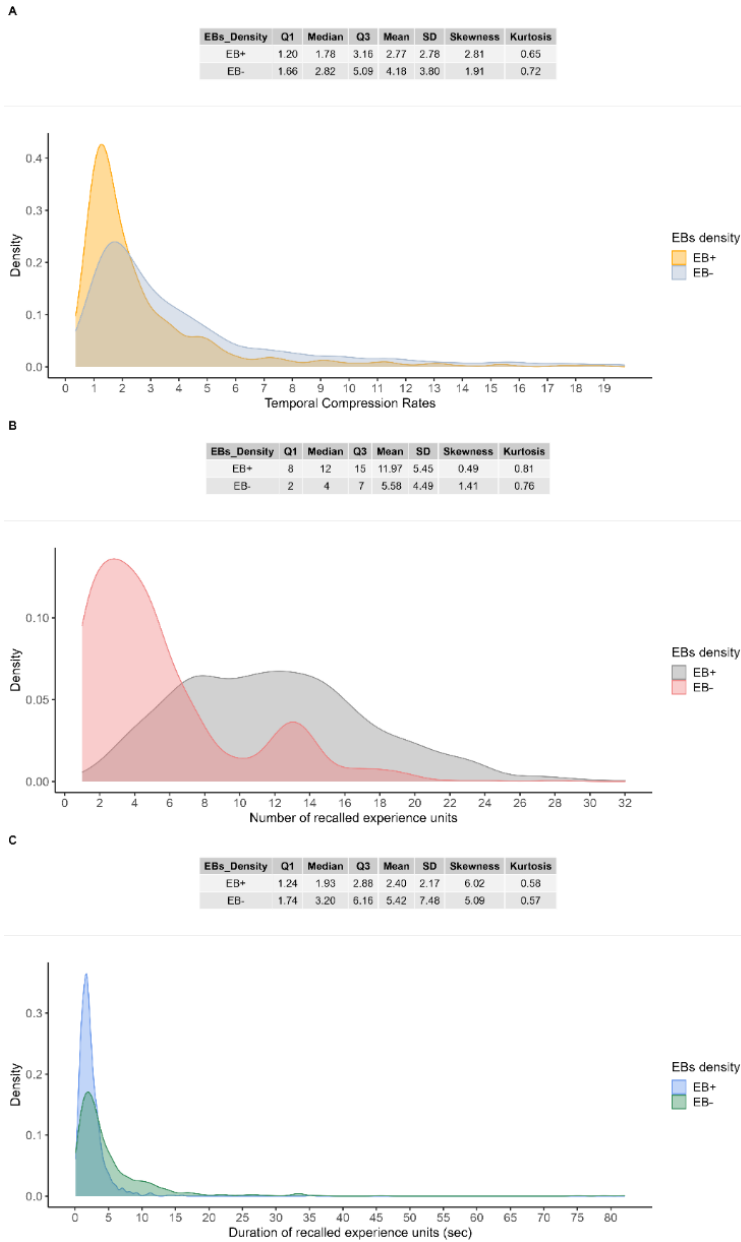 A
EBs_Density Q1 Median Q3 Mean SD Skewness Kurtosis
EB+ 1.20 1.78 3.16 2.77 2.78 2.81 0.65
EB- 1.66 2.82 5.09 4.18 3.80 1.91 0.72
0.4
0.3
0.2
0.1
0.0
Density
0 1 2 3 4 5 6 7 8 9 10 11 12 13 14 15 16 17 18 19
Temporal Compression Rates
EBs density
EB+
EB-
B
EBs_Density Q1 Median Q3 Mean SD Skewness Kurtosis
EB+ 8 12 15 11.97 5.45 0.49 0.81
EB- 2 4 7 5.58 4.49 1.41 0.76
0.10
0.05
0.00
Density
0 2 4 6 8 10 12 14 16 18 20 22 24 26 28 30 32
Number of recalled experience units
EBs density
EB+
EB-
C
EBs_Density Q1 Median Q3 Mean SD Skewness Kurtosis
EB+ 1.24 1.93 2.88 2.40 2.17 6.02 0.58
EB- 1.74 3.20 6.16 5.42 7.48 5.09 0.57
0.3
0.2
0.1
0.0
Density
0 5 10 15 20 25 30 35 40 45 50 55 60 65 70 75 80
Duration of recalled experience units (sec)
EBs density
EB+
EB-